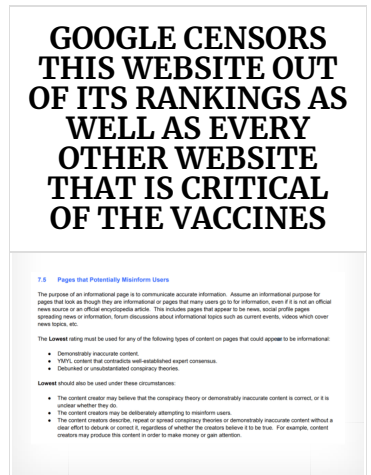 GOOGLE CENSORS
THIS WEBSITE OUT
OF ITS RANKINGS AS
WELL AS EVERY
OTHER WEBSITE
THAT IS CRITICAL
OF THE VACCINES
7.5 Pages that Potentially Misinform Users
The purpose of an informational page is to communicate accurate information. Assume an informational purpose for
pages that look as though they are informational or pages that many users go to for information, even if it is not an official
news source or an official encyclopedia article. This includes pages that appear to be news, social profile pages
spreading news or information, forum discussions about informational topics such as current events, videos which cover
news topics, etc.
The Lowest rating must be used for any of the following types of content on pages that could appear to be informational:
• Demonstrably inaccurate content.
• YMYL content that contradicts well-established expert consensus.
• Debunked or unsubstantiated conspiracy theories.
Lowest should also be used under these circumstances:
• The content creator may believe that the conspiracy theory or demonstrably inaccurate content is correct, or it is
unclear whether they do.
• The content creators may be deliberately attempting to misinform users.
• The content creators describe, repeat or spread conspiracy theories or demonstrably inaccurate content without a
clear effort to debunk or correct it, regardless of whether the creators believe it to be true. For example, content
creators may produce this content in order to make money or gain attention.